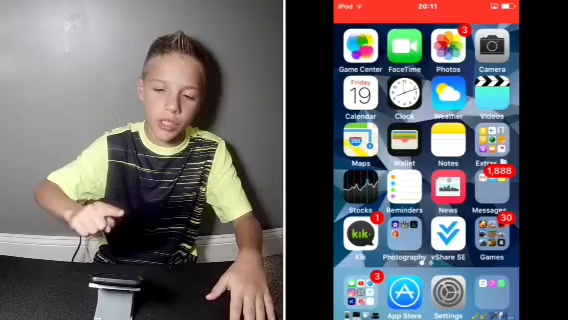 iPod 20:11
3
Game Center FaceTime Photos Camera
Friday
19
Calendar Clock Weather Videos
280
Maps Wallet Notes Extras
1,888
Stocks Reminders News Messages
1 30
kik
Kik Photography vShare SE Games
3
App Store Settings